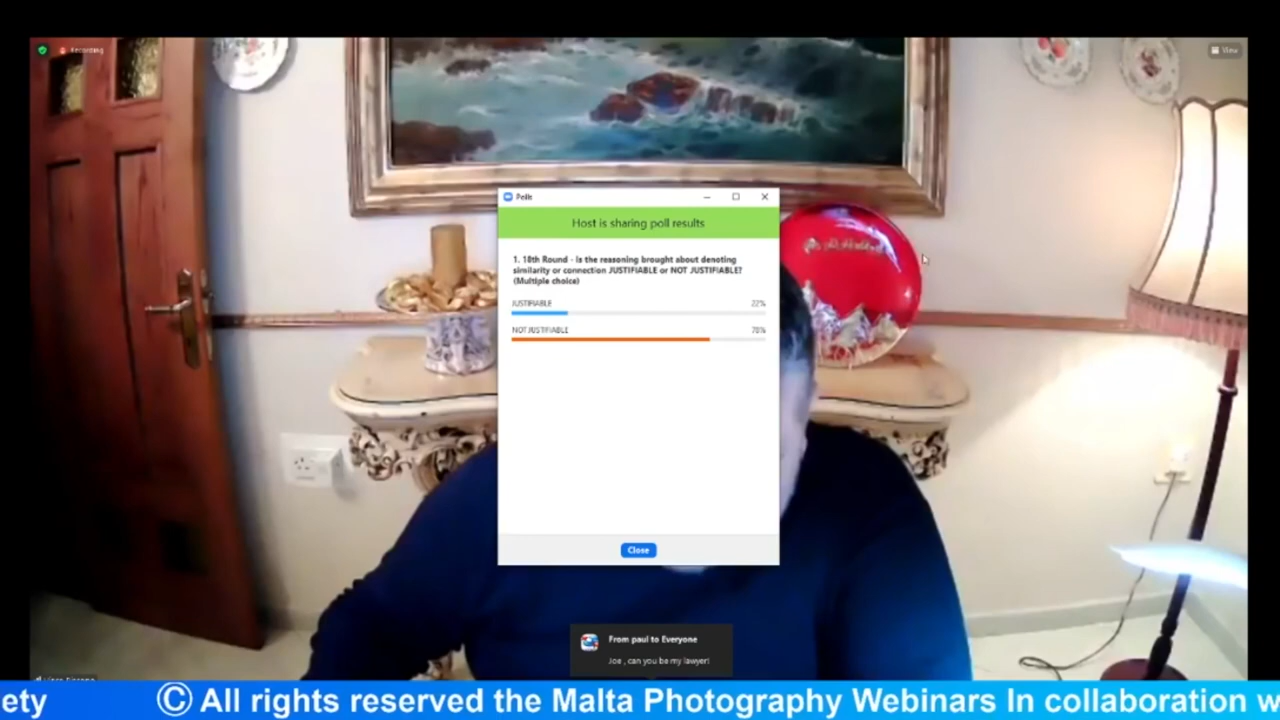 Recording
View
Polls
Host is sharing poll results
1. 18th Round - Is the reasoning brought about denoting
similarity or connection JUSTIFIABLE or NOT JUSTIFIABLE?
(Multiple choice)
JUSTIFIABLE 22%
NOT JUSTIFIABLE 78%
Close
From paul to Everyone
Joe , can you be my lawyer!
ety © All rights reserved the Malta Photography Webinars In collaboration w